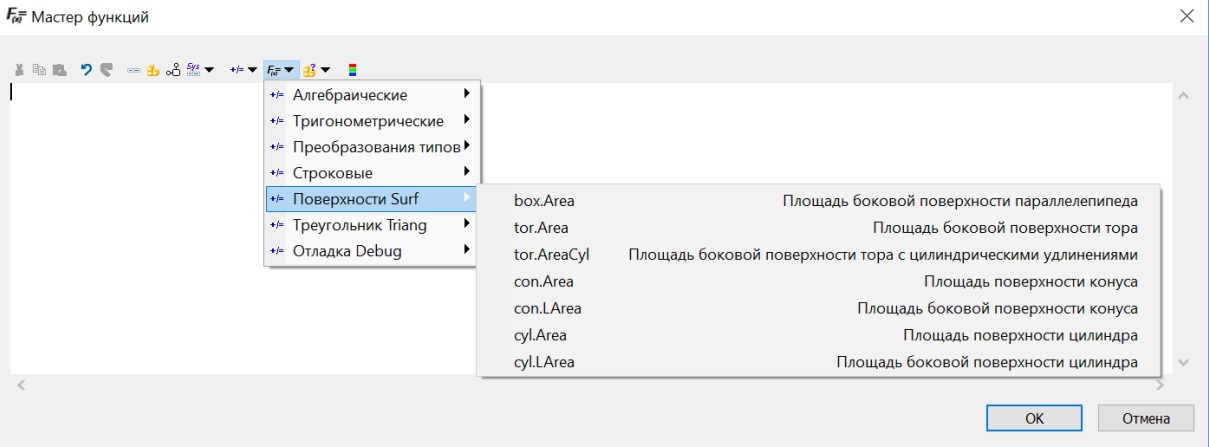 Мастер функций
Sys
+/=
F(x)=
+/= Алгебраические
+/= Тригонометрические
+/= Преобразования типов
+/= Строковые
+/= Поверхности Surf
+/= Треугольник Triang
+/= Отладка Debug
box.Area Площадь боковой поверхности параллелепипеда
tor.Area Площадь боковой поверхности тора
tor.AreaCyl Площадь боковой поверхности тора с цилиндрическими удлинениями
con.Area Площадь поверхности конуса
con.LArea Площадь боковой поверхности конуса
cyl.Area Площадь поверхности цилиндра
cyl.LArea Площадь боковой поверхности цилиндра
OK Отмена